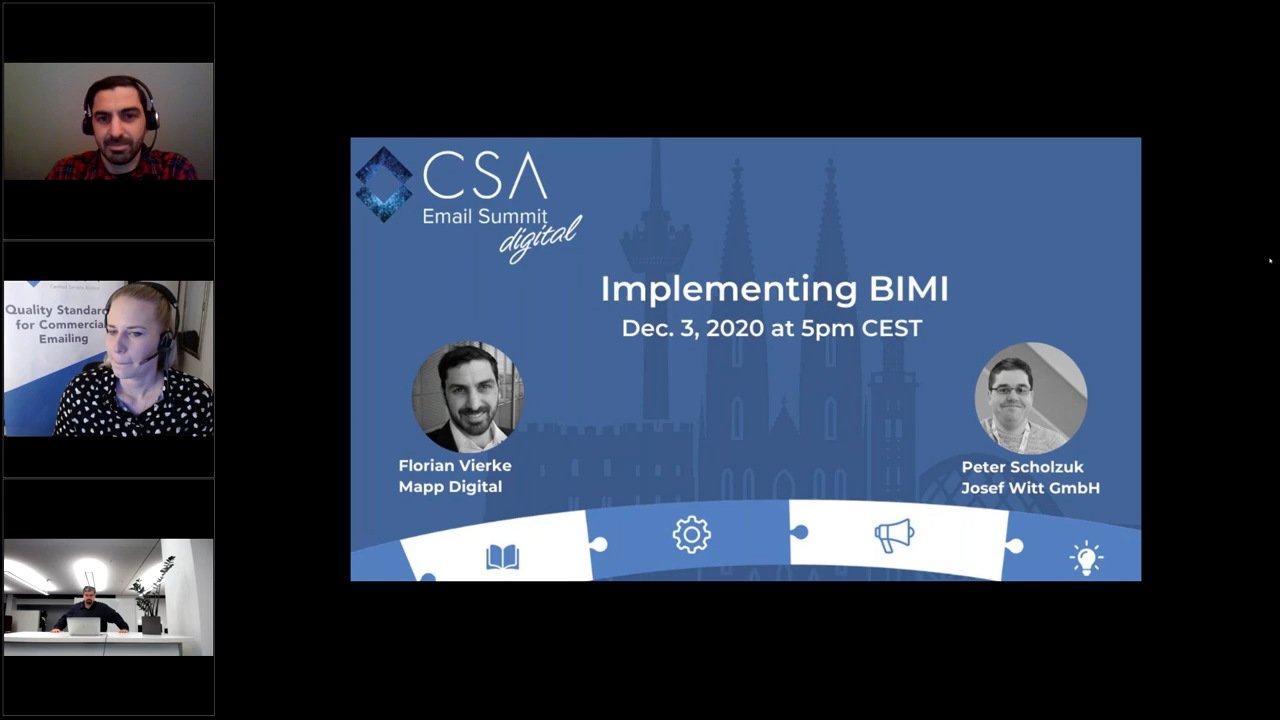 Quality Standard
for Commercia
Emailing
CSA
Email Summit
digital
Implementing BIMI
Dec. 3, 2020 at 5pm CEST
Florian Vierke
Mapp Digital
Peter Scholzuk
Josef Witt GmbH